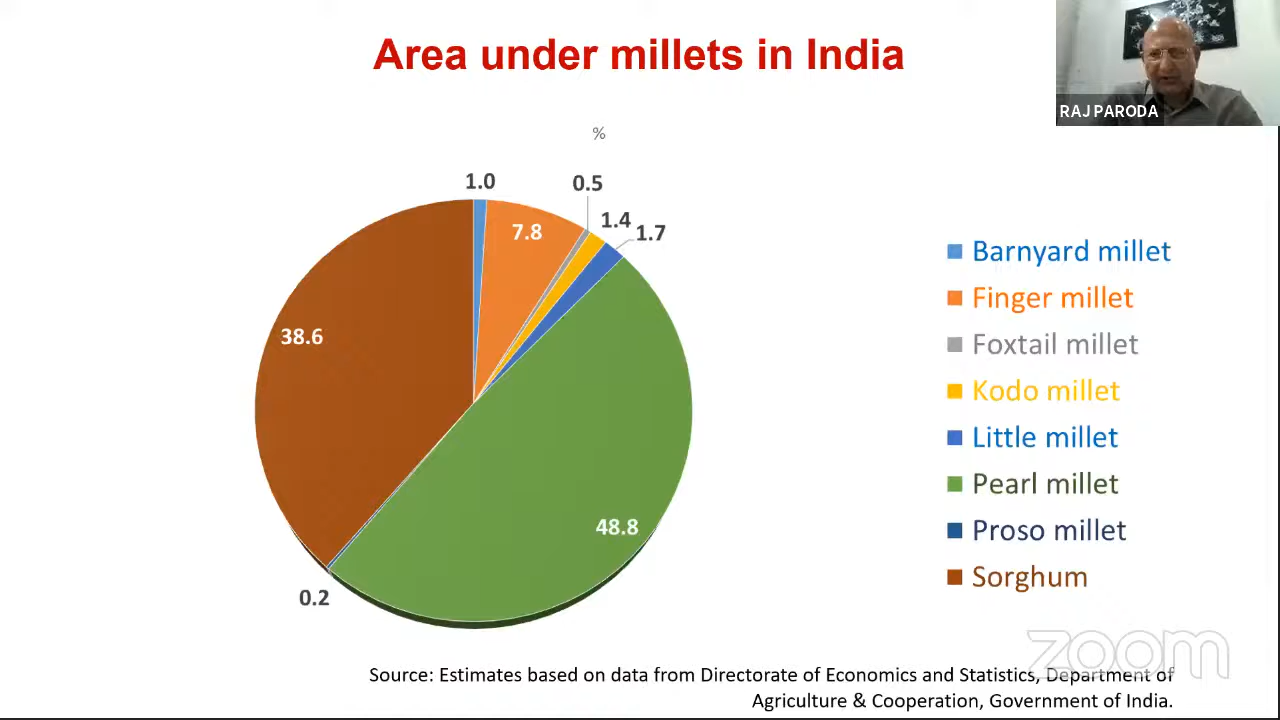 Area under millets in India
RAJ PARODA
%
1.0
0.5
1.4
1.7
7.8
38.6
48.8
0.2
Barnyard millet
Finger millet
Foxtail millet
Kodo millet
Little millet
Pearl millet
Proso millet
Sorghum
zoom
Source: Estimates based on data from Directorate of Economics and Statistics, Department of
Agriculture & Cooperation, Government of India.